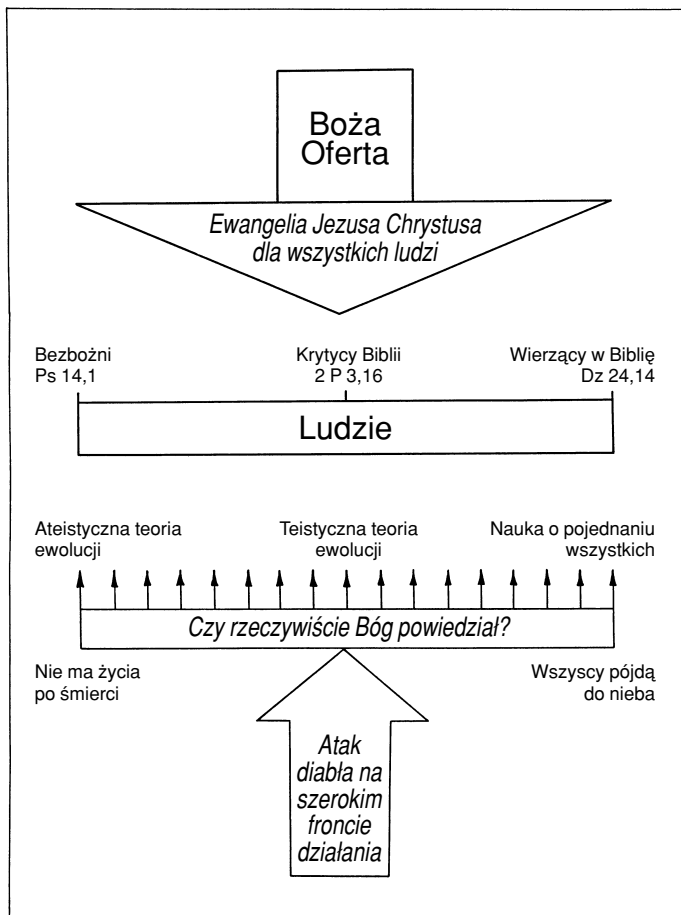 Boża
Oferta
Ewangelia Jezusa Chrystusa
dla wszystkich ludzi
Bezbożni
Ps 14,1
Krytycy Biblii
2 P 3,16
Wierzący w Biblię
Dz 24,14
Ludzie
Ateistyczna teoria
ewolucji
Teistyczna teoria
ewolucji
Nauka o pojednaniu
wszystkich
Czy rzeczywiście Bóg powiedział?
Nie ma życia
po śmierci
Wszyscy pójdą
do nieba
Atak
diabła na
szerokim
froncie
działania